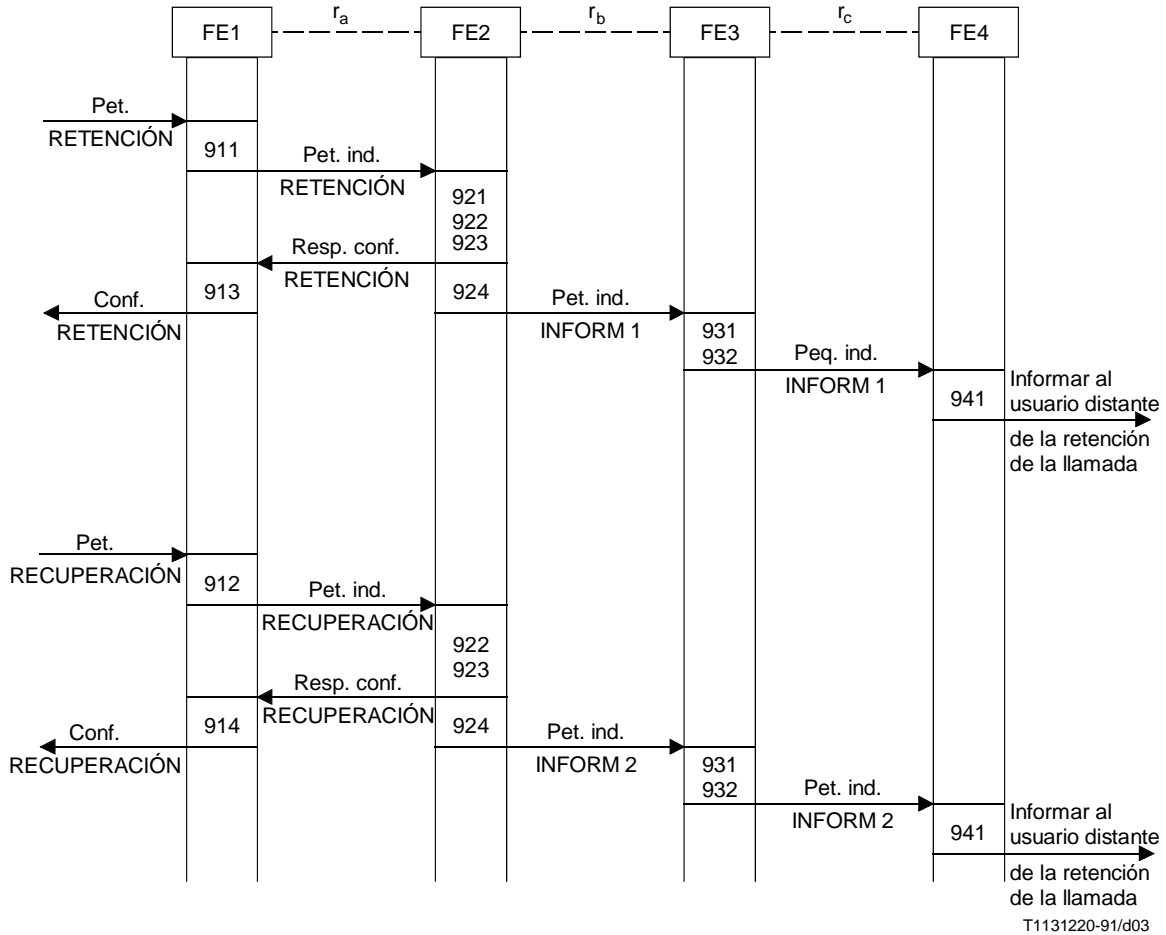 ra rb rc
FE1 FE2 FE3 FE4
Pet.
RETENCIÓN
911
Pet. ind.
RETENCIÓN
921
922
923
Resp. conf.
RETENCIÓN
913
924
Conf.
RETENCIÓN
Pet. ind.
INFORM 1
931
932
Peq. ind.
INFORM 1
941
Informar al
usuario distante
de la retención
de la llamada
Pet.
RECUPERACIÓN
912
Pet. ind.
RECUPERACIÓN
922
923
Resp. conf.
RECUPERACIÓN
914
924
Conf.
RECUPERACIÓN
Pet. ind.
INFORM 2
931
932
Pet. ind.
INFORM 2
941
Informar al
usuario distante
de la retención
de la llamada
T1131220-91/d03